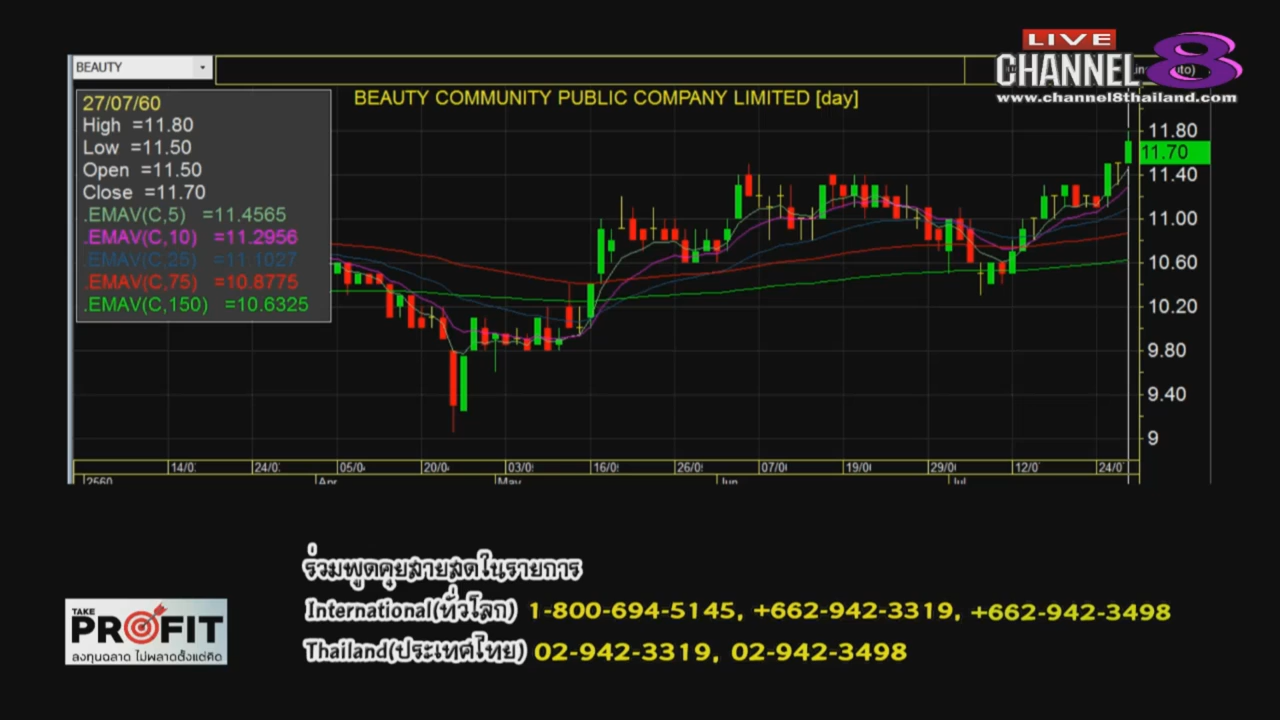 LIVE
CHANNEL 8
www.channel8thailand.com
BEAUTY
BEAUTY COMMUNITY PUBLIC COMPANY LIMITED [day]
27/07/60
High =11.80
Low =11.50
Open =11.50
Close =11.70
.EMAV(C,5) =11.4565
.EMAV(C,10) =11.2956
.EMAV(C,25) =11.1027
.EMAV(C,75) =10.8775
.EMAV(C,150) =10.6325
11.80
11.70
11.40
11.00
10.60
10.20
9.80
9.40
9
14/0 24/0 05/0 20/0 03/0 16/0 26/0 07/0 19/0 29/0 12/0 24/0
2560 Apr May Jun Jul
ร่วมพูดคุยสายสดในรายการ
International(ทั่วโลก) 1-800-694-5145, +662-942-3319, +662-942-3498
Thailand(ประเทศไทย) 02-942-3319, 02-942-3498
TAKE
PROFIT
ลงทุนฉลาด ไม่พลาดตั้งแต่คิด